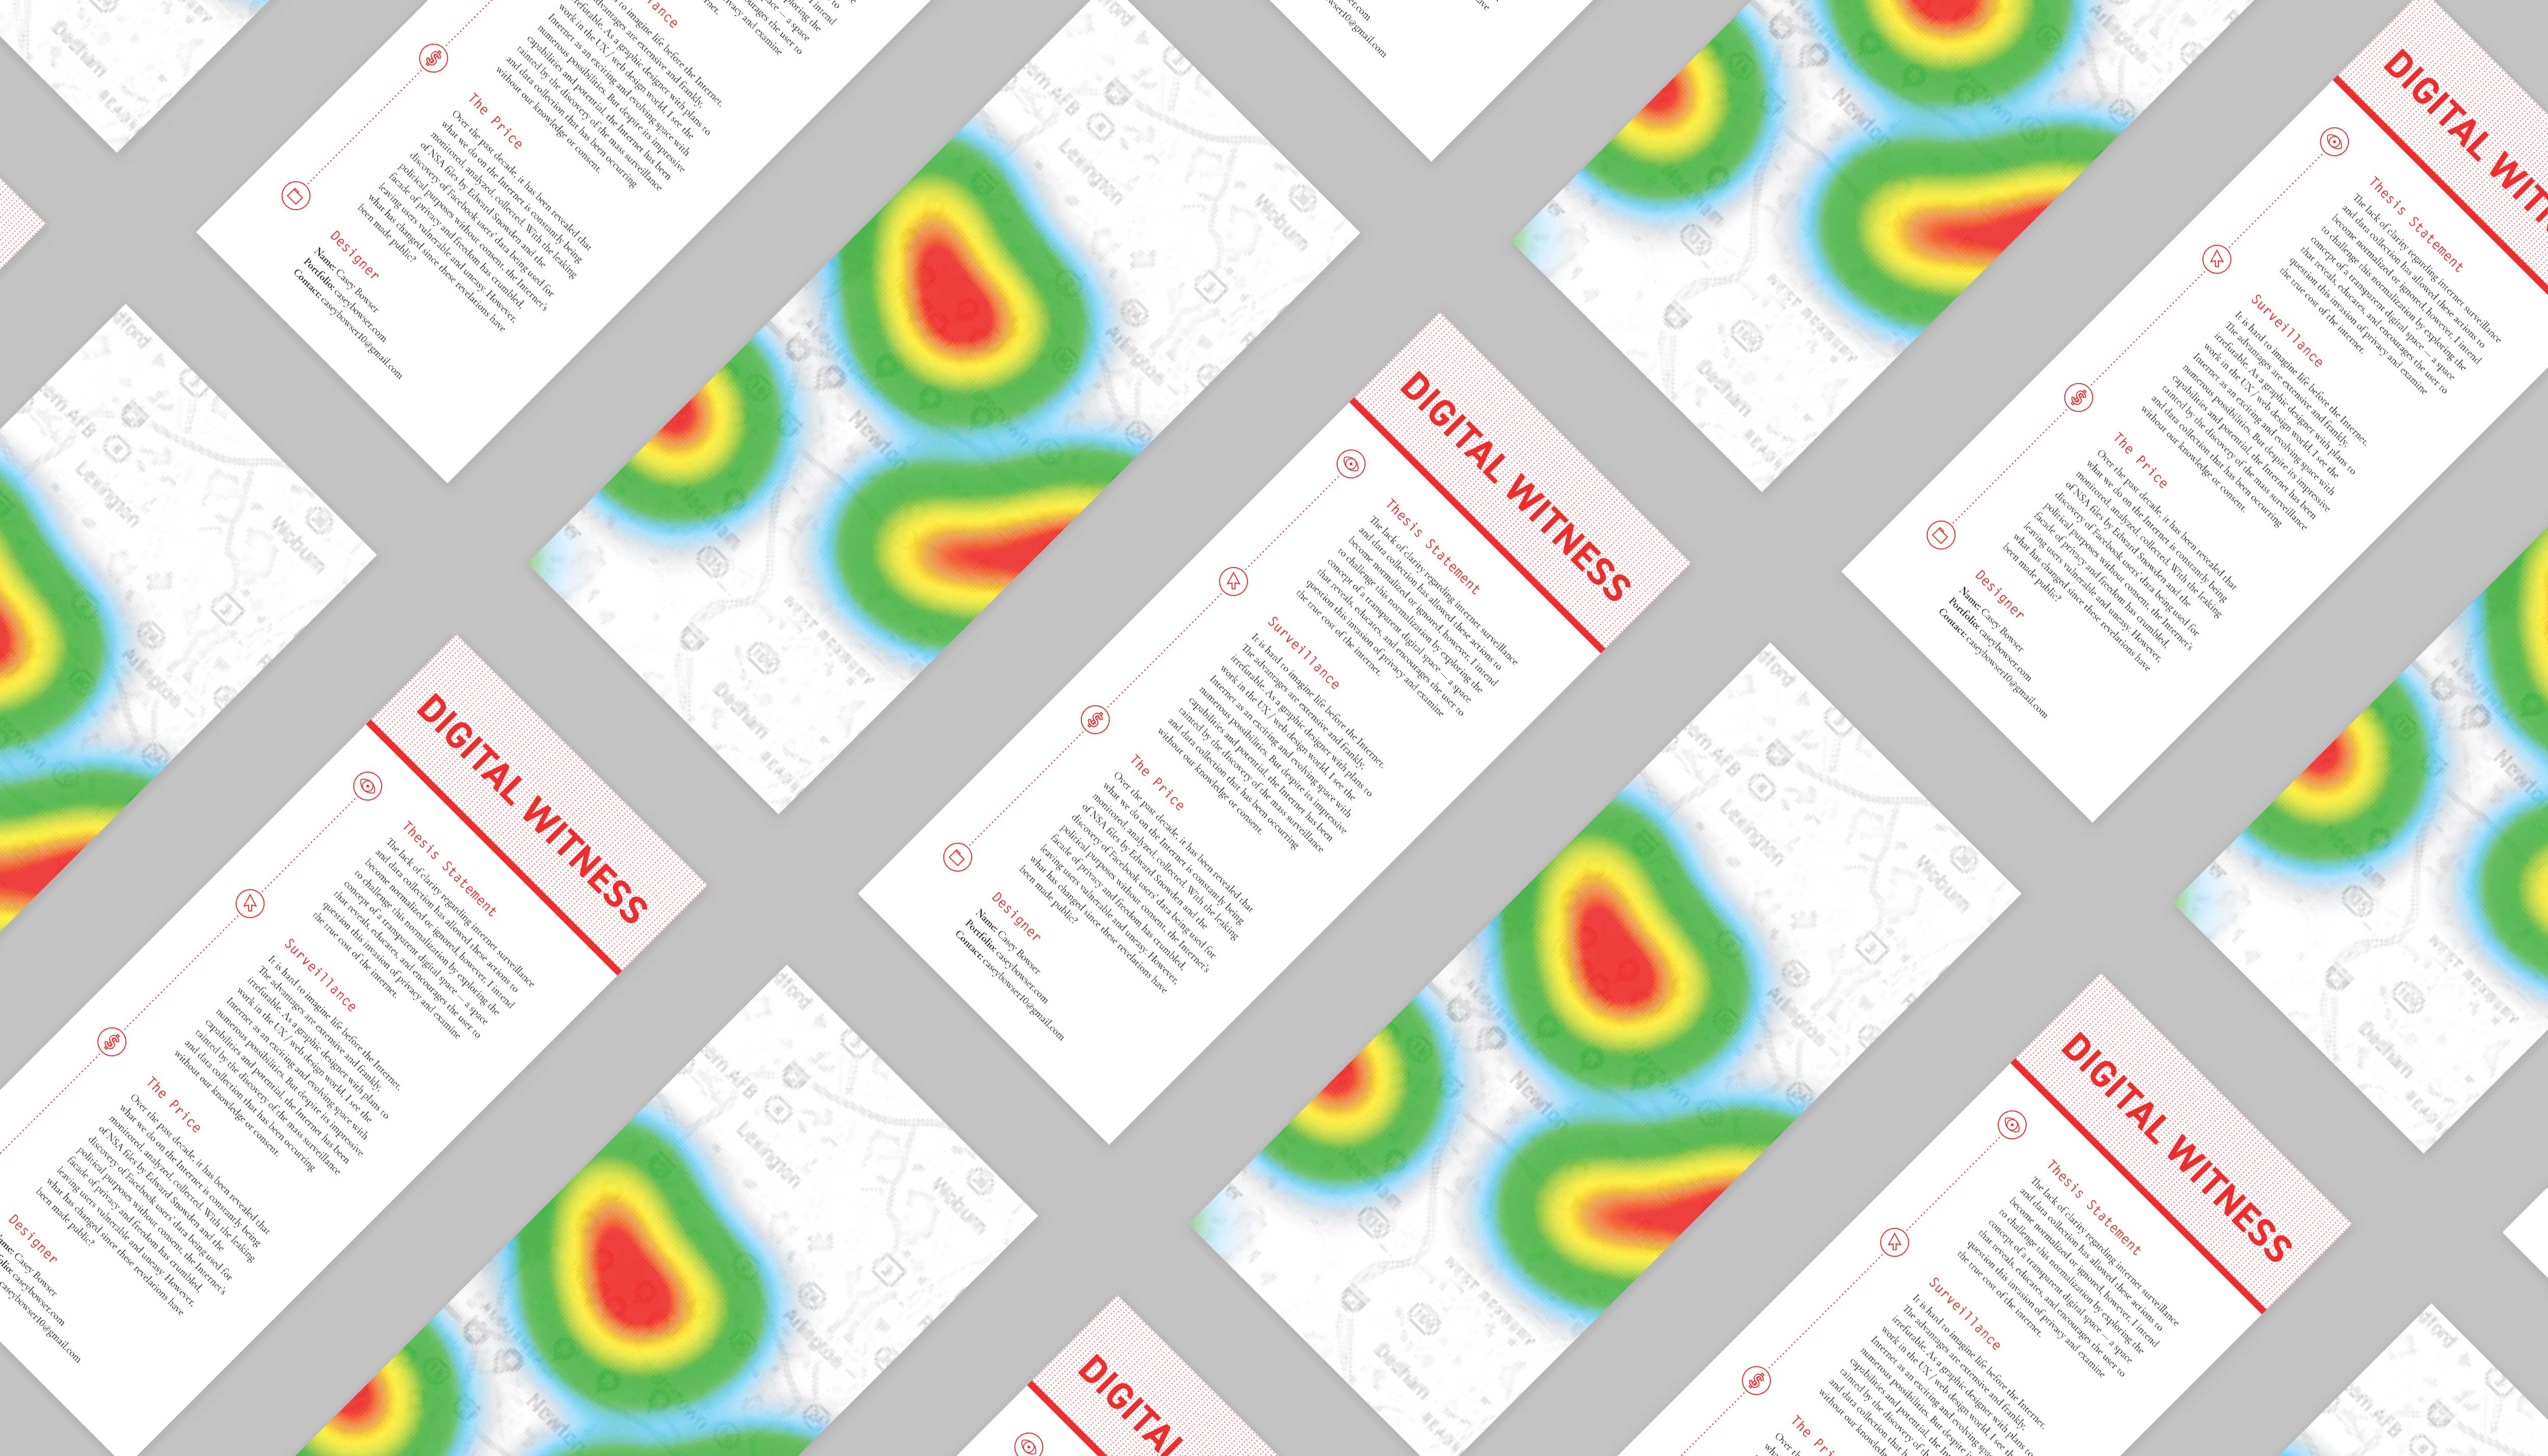 DIGITAL WITNESS
Thesis Statement
The lack of clarity regarding internet surveillance
and data collection has allowed these actions to
become normalized or ignored, however, I intend
to challenge this normalization by exploring the
concept of a transparent digital space — a space
that reveals, educates, and encourages the user to
question this invasion of privacy and examine
the true cost of the internet.
Surveillance
It is hard to imagine life before the Internet.
The advantages are extensive and frankly,
irrefutable. As a graphic designer with plans to
work in the UX / web design world, I see the
Internet as an exciting and evolving space with
numerous possibilities. But despite its impressive
capabilities and potential, the Internet has been
tainted by the discovery of the mass surveillance
and data collection that has been occurring
without our knowledge or consent.
The Price
Over the past decade, it has been revealed that
what we do on the Internet is constantly being
monitored, analyzed, collected. With the leaking
of NSA files by Edward Snowden and the
discovery of Facebook users' data being used for
political purposes without consent, the Internet's
facade of privacy and freedom has crumbled,
leaving users vulnerable and uneasy. However,
what has changed since these revelations have
been made public?
Designer
Name: Casey Bowser
Portfolio: caseybowser.com
Contact: caseybowser10@gmail.com
Lexington
Woburn
Arlington
Newton
Needham
WEST ROXBURY
Dedham